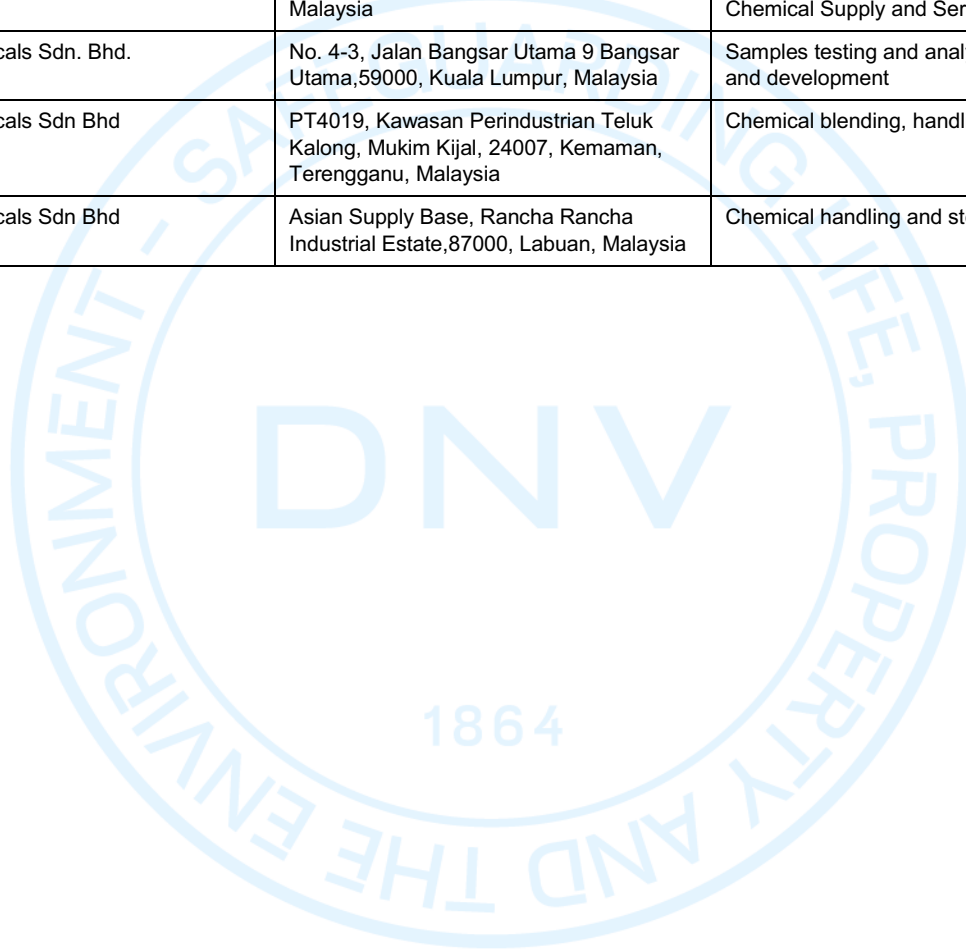 Malaysia
Chemical Supply and Ser
cals Sdn. Bhd.
No. 4-3, Jalan Bangsar Utama 9 Bangsar
Utama,59000, Kuala Lumpur, Malaysia
Samples testing and anal
and development
cals Sdn Bhd
PT4019, Kawasan Perindustrian Teluk
Kalong, Mukim Kijal, 24007, Kemaman,
Terengganu, Malaysia
Chemical blending, handl
cals Sdn Bhd
Asian Supply Base, Rancha Rancha
Industrial Estate,87000, Labuan, Malaysia
Chemical handling and st
SAFEGUARDING LIFE, PROPERTY AND THE ENVIRONMENT -
DNV
1864